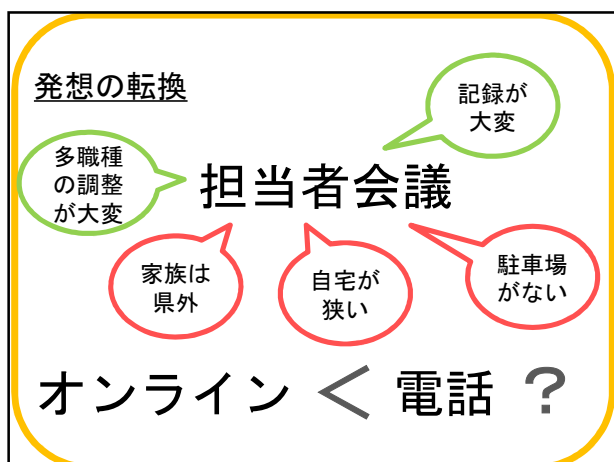 発想の転換
記録が
大変
多職種
の調整
が大変
担当者会議
家族は
県外
自宅が
狭い
駐車場
がない
オンライン ＜ 電話 ？